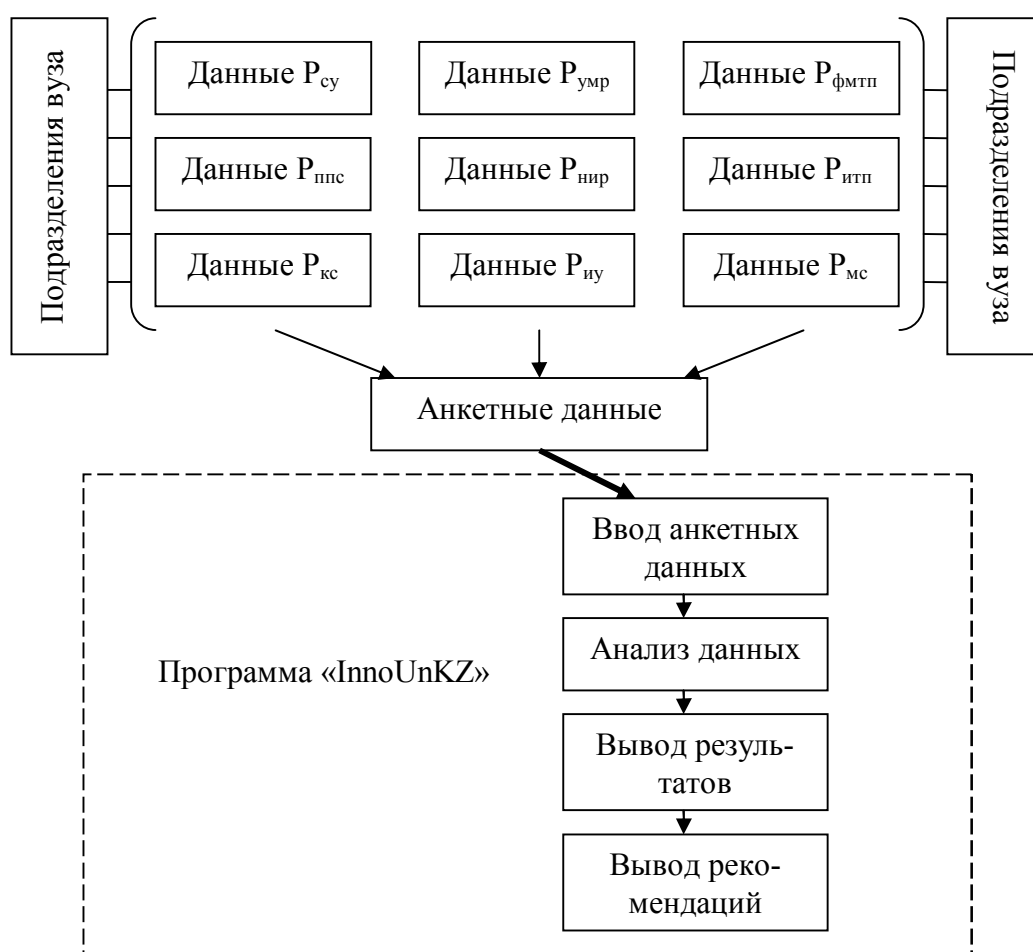 Подразделения вуза
Данные Рсу
Данные Румр
Данные Рфмтп
Данные Рппс
Данные Рнир
Данные Ритп
Данные Ркс
Данные Риу
Данные Рмс
Подразделения вуза
Анкетные данные
Ввод анкетных
данных
Анализ данных
Программа «InnoUnKZ»
Вывод резуль-
татов
Вывод реко-
мендаций